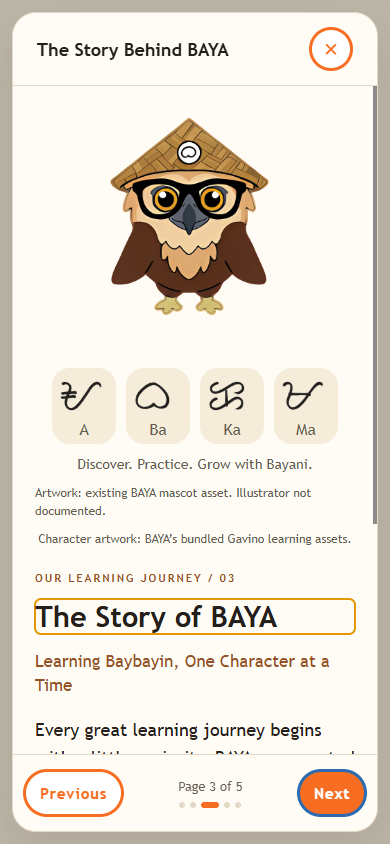 The Story Behind BAYA
ᜀ ᜊ ᜃ ᜋ
A Ba Ka Ma
Discover. Practice. Grow with Bayani.
Artwork: existing BAYA mascot asset. Illustrator not
documented.
Character artwork: BAYA's bundled Gavino learning assets.
OUR LEARNING JOURNEY / 03
The Story of BAYA
Learning Baybayin, One Character at a
Time
Every great learning journey begins
Previous
Page 3 of 5
Next